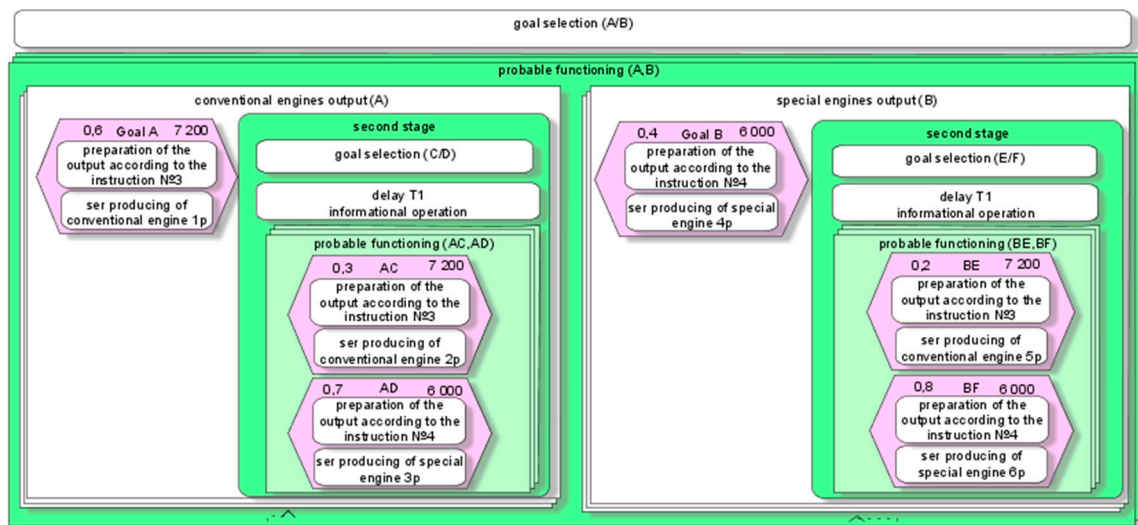 goal selection (A/B)
probable functioning (A,B)
conventional engines output (A)
0,6 Goal A 7 200
preparation of the
output according to the
instruction №3
ser producing of
conventional engine 1p
second stage
goal selection (C/D)
delay T1
informational operation
probable functioning (AC,AD)
0,3 AC 7 200
preparation of the
output according to the
instruction №3
ser producing of
conventional engine 2p
0,7 AD 6 000
preparation of the
output according to the
instruction №4
ser producing of special
engine 3p
special engines output (B)
0,4 Goal B 6 000
preparation of the
output according to the
instruction №4
ser producing of special
engine 4p
second stage
goal selection (E/F)
delay T1
informational operation
probable functioning (BE,BF)
0,2 BE 7 200
preparation of the
output according to the
instruction №3
ser producing of
conventional engine 5p
0,8 BF 6 000
preparation of the
output according to the
instruction №4
ser producing of
special engine 6p